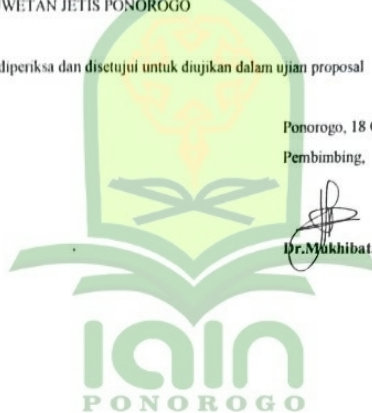 WETAN JETIS PONOROGO
diperiksa dan disetujui untuk diujikan dalam ujian proposal
Ponorogo, 18
Pembimbing,
Dr.Mukhibat
iain
PONOROGO